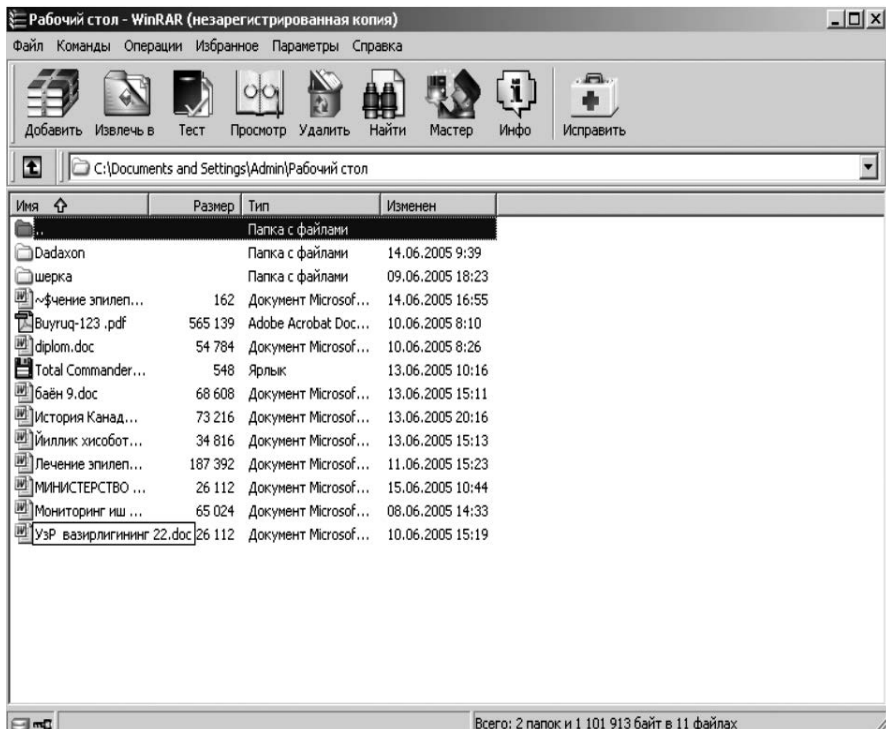 Рабочий стол - WinRAR (незарегистрированная копия)
Файл Команды Операции Избранное Параметры Справка
Добавить Извлечь в Тест Просмотр Удалить Найти Мастер Инфо Исправить
C:\Documents and Settings\Admin\Рабочий стол
Имя Размер Тип Изменен
.. Папка с файлами
Dadaxon Папка с файлами 14.06.2005 9:39
шерка Папка с файлами 09.06.2005 18:23
~$чение эпилеп... 162 Документ Microsof... 14.06.2005 16:55
Buyruq-123 .pdf 565 139 Adobe Acrobat Doc... 10.06.2005 8:10
diplom.doc 54 784 Документ Microsof... 10.06.2005 8:26
Total Commander... 548 Ярлык 13.06.2005 10:16
баён 9.doc 68 608 Документ Microsof... 13.06.2005 15:11
История Канад... 73 216 Документ Microsof... 13.06.2005 20:16
Йиллик хисобот... 34 816 Документ Microsof... 13.06.2005 15:13
Лечение эпилеп... 187 392 Документ Microsof... 11.06.2005 15:23
МИНИСТЕРСТВО ... 26 112 Документ Microsof... 15.06.2005 10:44
Мониторинг иш ... 65 024 Документ Microsof... 08.06.2005 14:33
УзР вазирлигининг 22.doc 26 112 Документ Microsof... 10.06.2005 15:19
Всего: 2 папок и 1 101 913 байт в 11 файлах